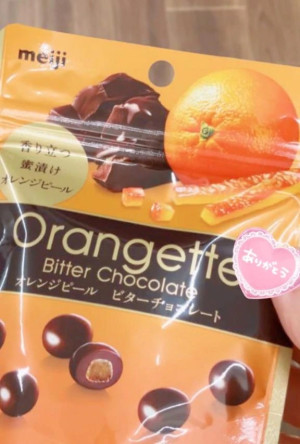 meiji
香り立つ
蜜漬け
オレンジピール
Orangette
Bitter Chocolate
オレンジピール ビターチョコレート
ありがとう